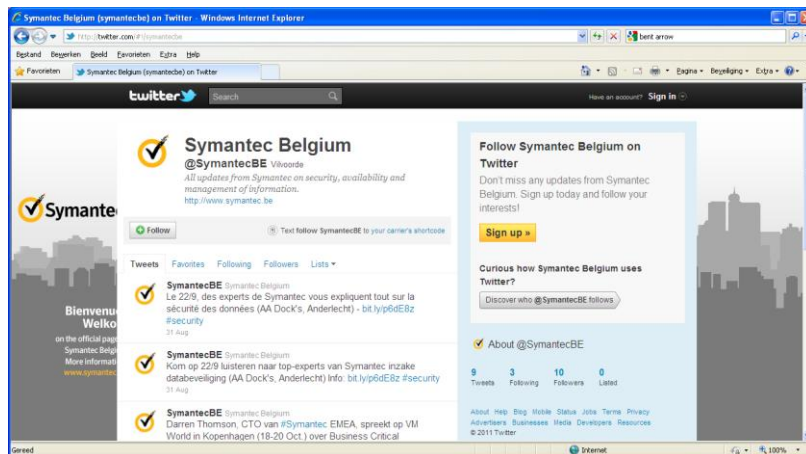 Symantec Belgium (symantecbe) on Twitter - Windows Internet Explorer
http://twitter.com/#!/symantecbe
bent arrow
Bestand Bewerken Beeld Favorieten Extra Help
Favorieten Symantec Belgium (symantecbe) on Twitter
Pagina Beveiliging Extra
twitter Search Have an account? Sign in
Symantec Belgium
@SymantecBE Vilvoorde
All updates from Symantec on security, availability and
management of information.
http://www.symantec.be
Follow Text follow SymantecBE to your carrier's shortcode
Tweets Favorites Following Followers Lists
SymantecBE Symantec Belgium
Le 22/9, des experts de Symantec vous expliquent tout sur la
sécurité des données (AA Dock's, Anderlecht) - bit.ly/p6dE8z
#security
31 Aug
SymantecBE Symantec Belgium
Kom op 22/9 luisteren naar top-experts van Symantec inzake
databeveiliging (AA Dock's, Anderlecht) Info: bit.ly/p6dE8z #security
31 Aug
SymantecBE Symantec Belgium
Darren Thomson, CTO van #Symantec EMEA, spreekt op VM
World in Kopenhagen (18-20 Oct.) over Business Critical
Symante
Bienvenu
Welko
on the official pag
Symantec Belgi
More informati
www.symantec
Follow Symantec Belgium on
Twitter
Don't miss any updates from Symantec
Belgium. Sign up today and follow your
interests!
Sign up »
Curious how Symantec Belgium uses
Twitter?
Discover who @SymantecBE follows
About @SymantecBE
9 3 10 0
Tweets Following Followers Listed
About Help Blog Mobile Status Jobs Terms Privacy
Advertisers Businesses Media Developers Resources
© 2011 Twitter
Gereed Internet 100%